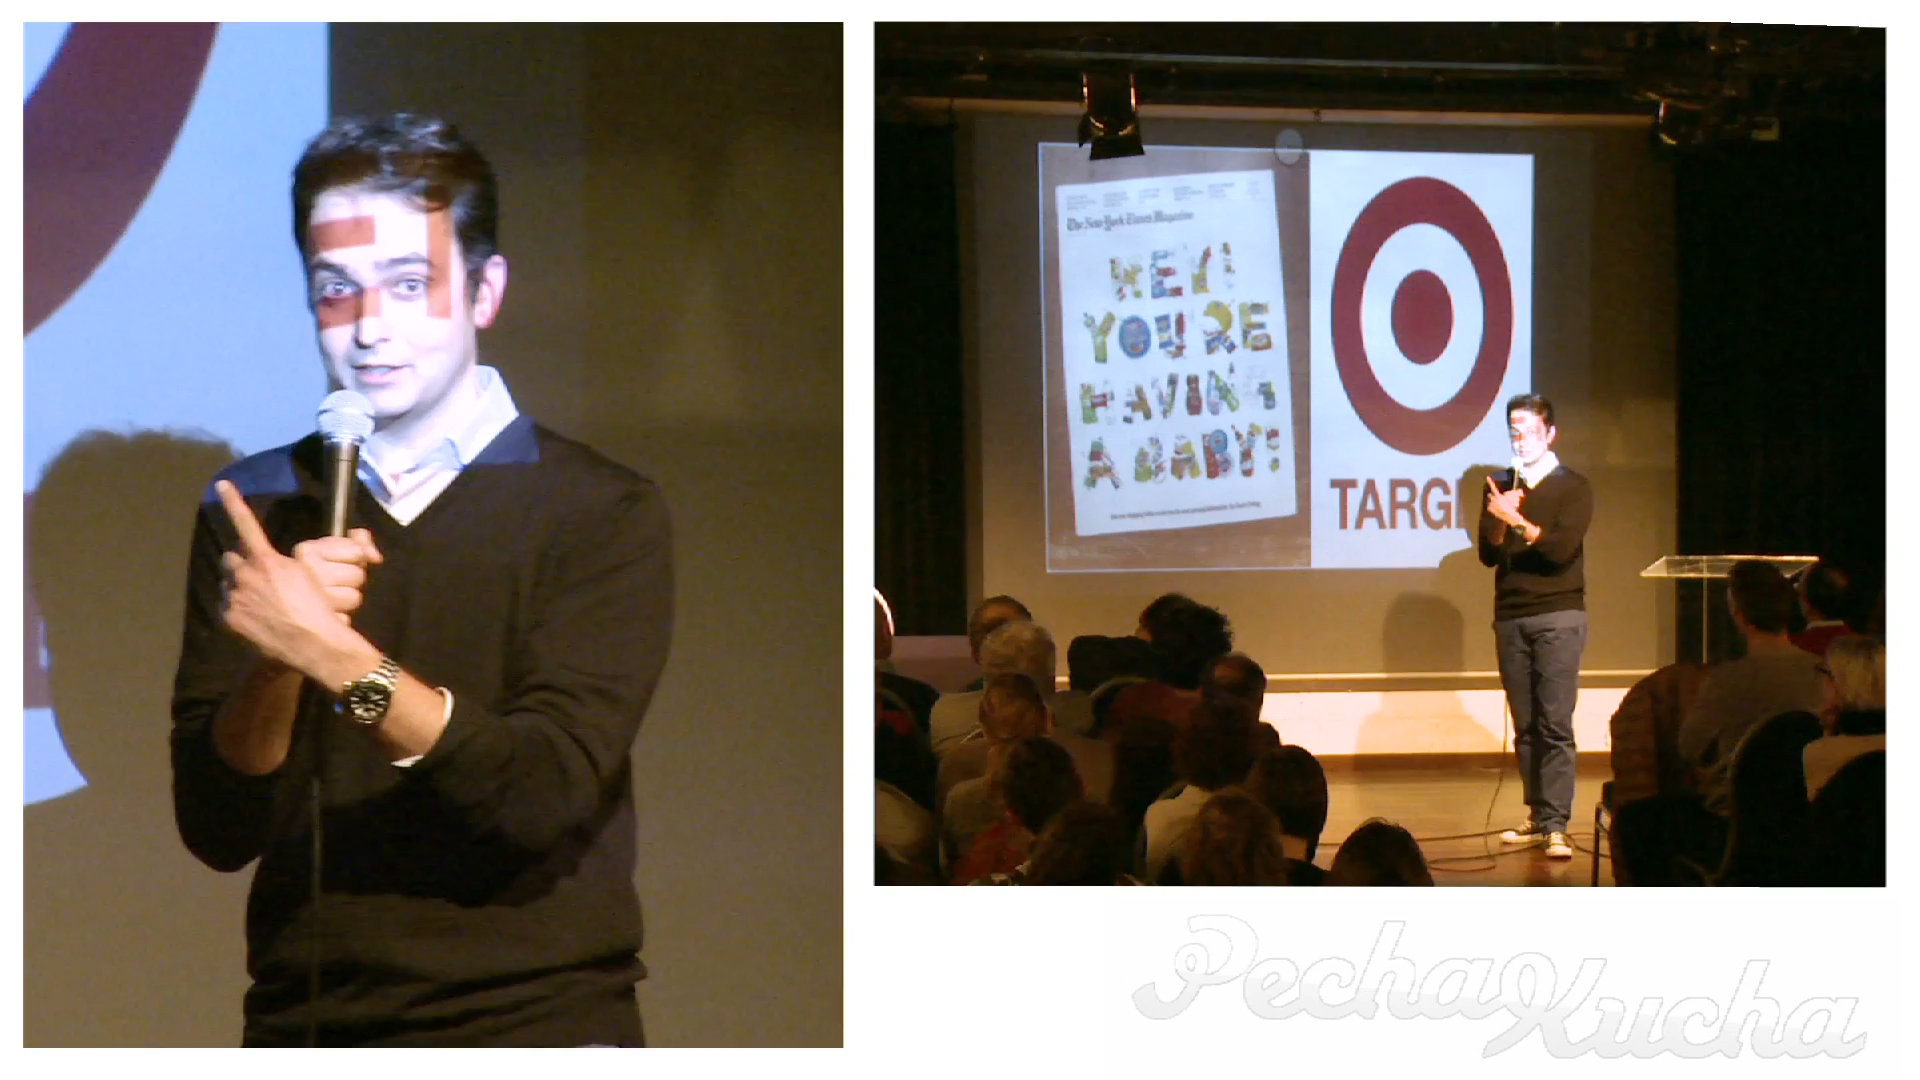 The New York Times Magazine
HEY!
YOU'RE
HAVING
A BABY!
TARG
PechaKucha